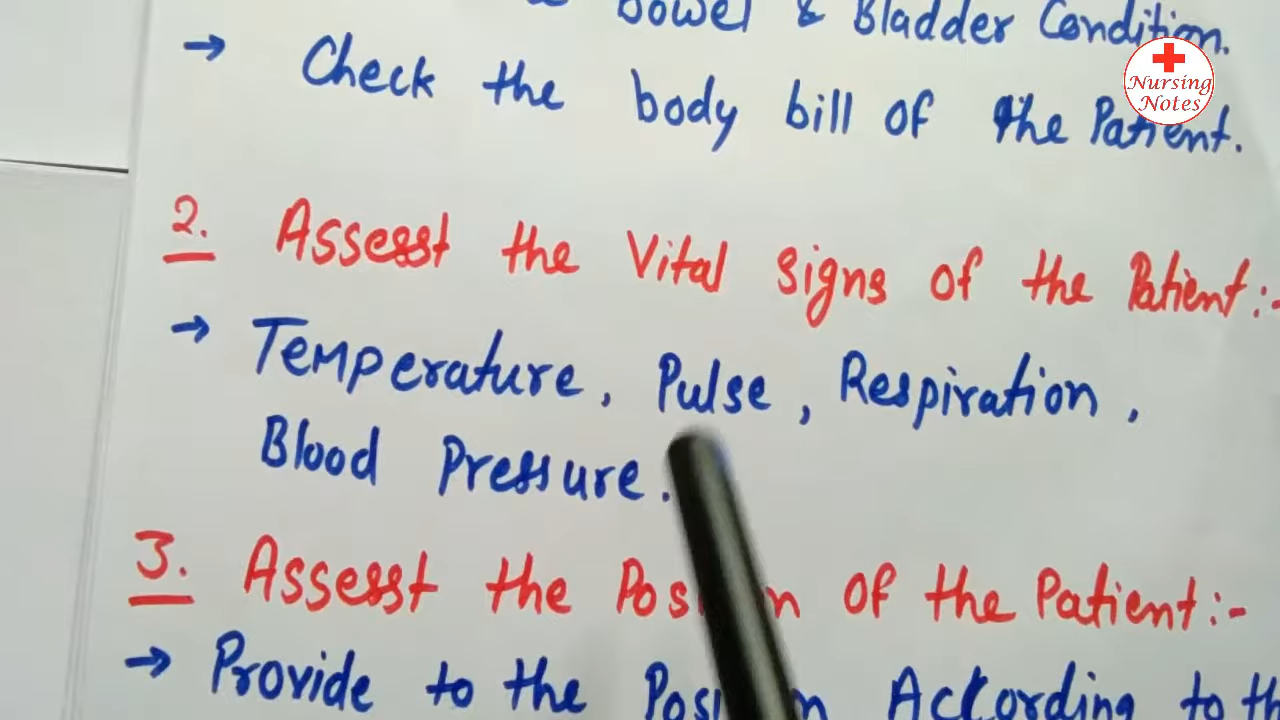 bowel & Bladder Condition.
→ Check the body bill of the Patient.
Nursing
Notes
2. Assesst the Vital signs of the Patient:-
→ Temperature, Pulse, Respiration,
Blood Pressure.
3. Assesst the of the Patient:-
→ Provide to the According to